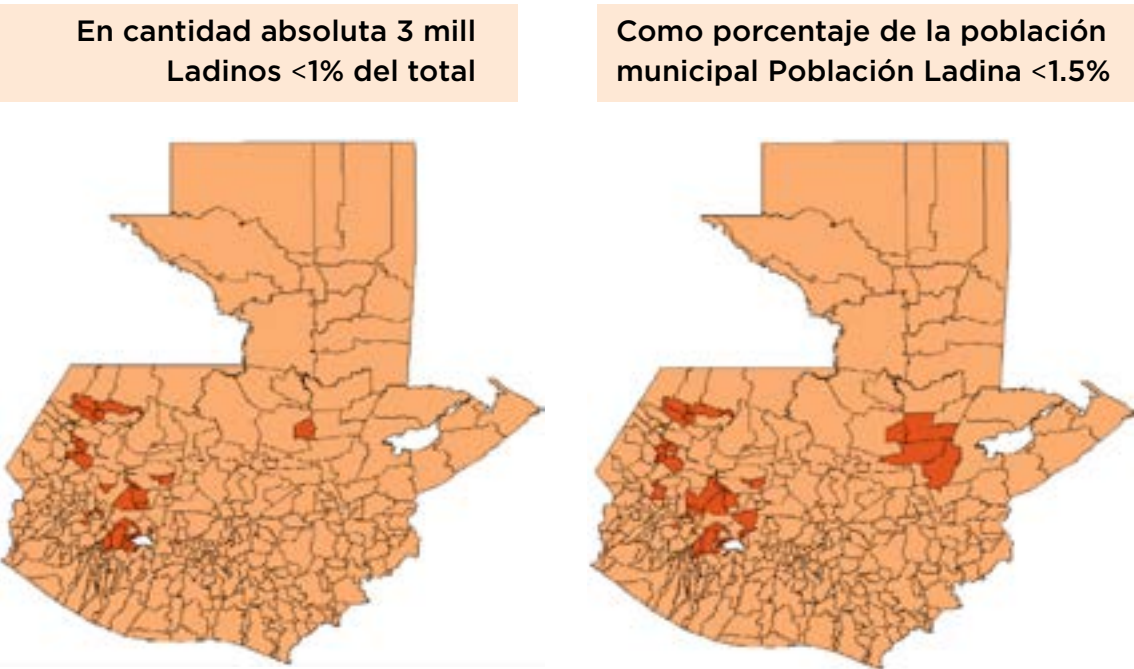 En cantidad absoluta 3 mill
Ladinos <1% del total
Como porcentaje de la población
municipal Población Ladina <1.5%